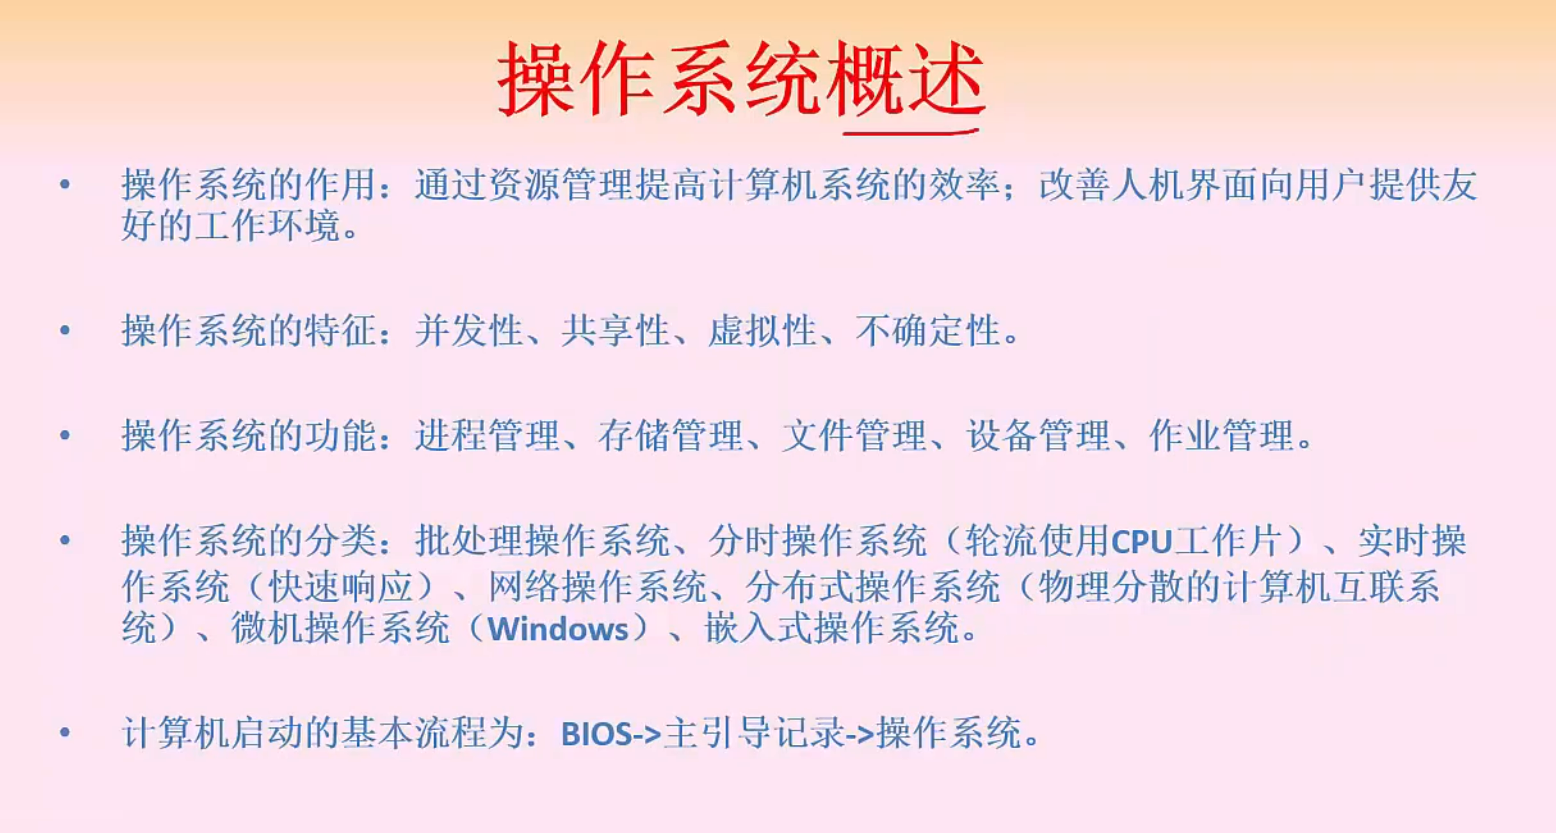 操作系统概述
• 操作系统的作用：通过资源管理提高计算机系统的效率；改善人机界面向用户提供友
好的工作环境。
• 操作系统的特征：并发性、共享性、虚拟性、不确定性。
• 操作系统的功能：进程管理、存储管理、文件管理、设备管理、作业管理。
• 操作系统的分类：批处理操作系统、分时操作系统（轮流使用CPU工作片）、实时操
作系统（快速响应）、网络操作系统、分布式操作系统（物理分散的计算机互联系
统）、微机操作系统（Windows）、嵌入式操作系统。
• 计算机启动的基本流程为：BIOS->主引导记录->操作系统。